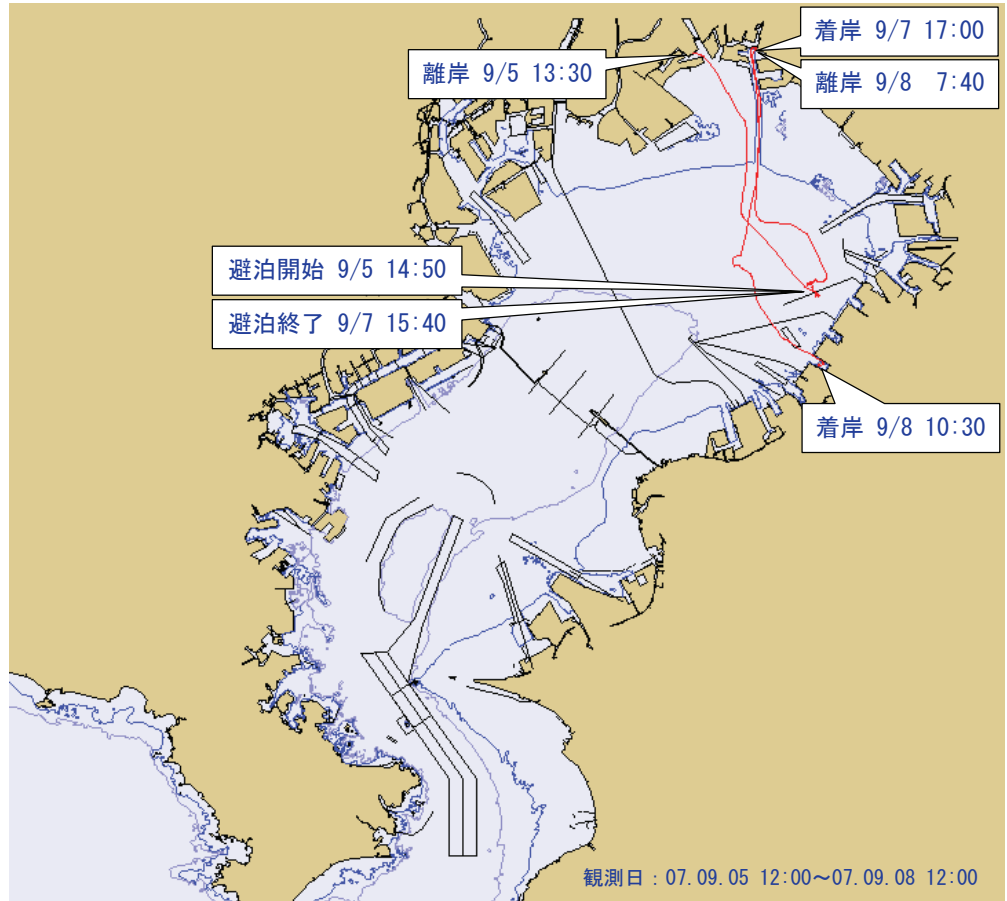 着岸 9/7 17:00
離岸 9/5 13:30
離岸 9/8 7:40
避泊開始 9/5 14:50
避泊終了 9/7 15:40
着岸 9/8 10:30
観測日：07.09.05 12:00～07.09.08 12:00